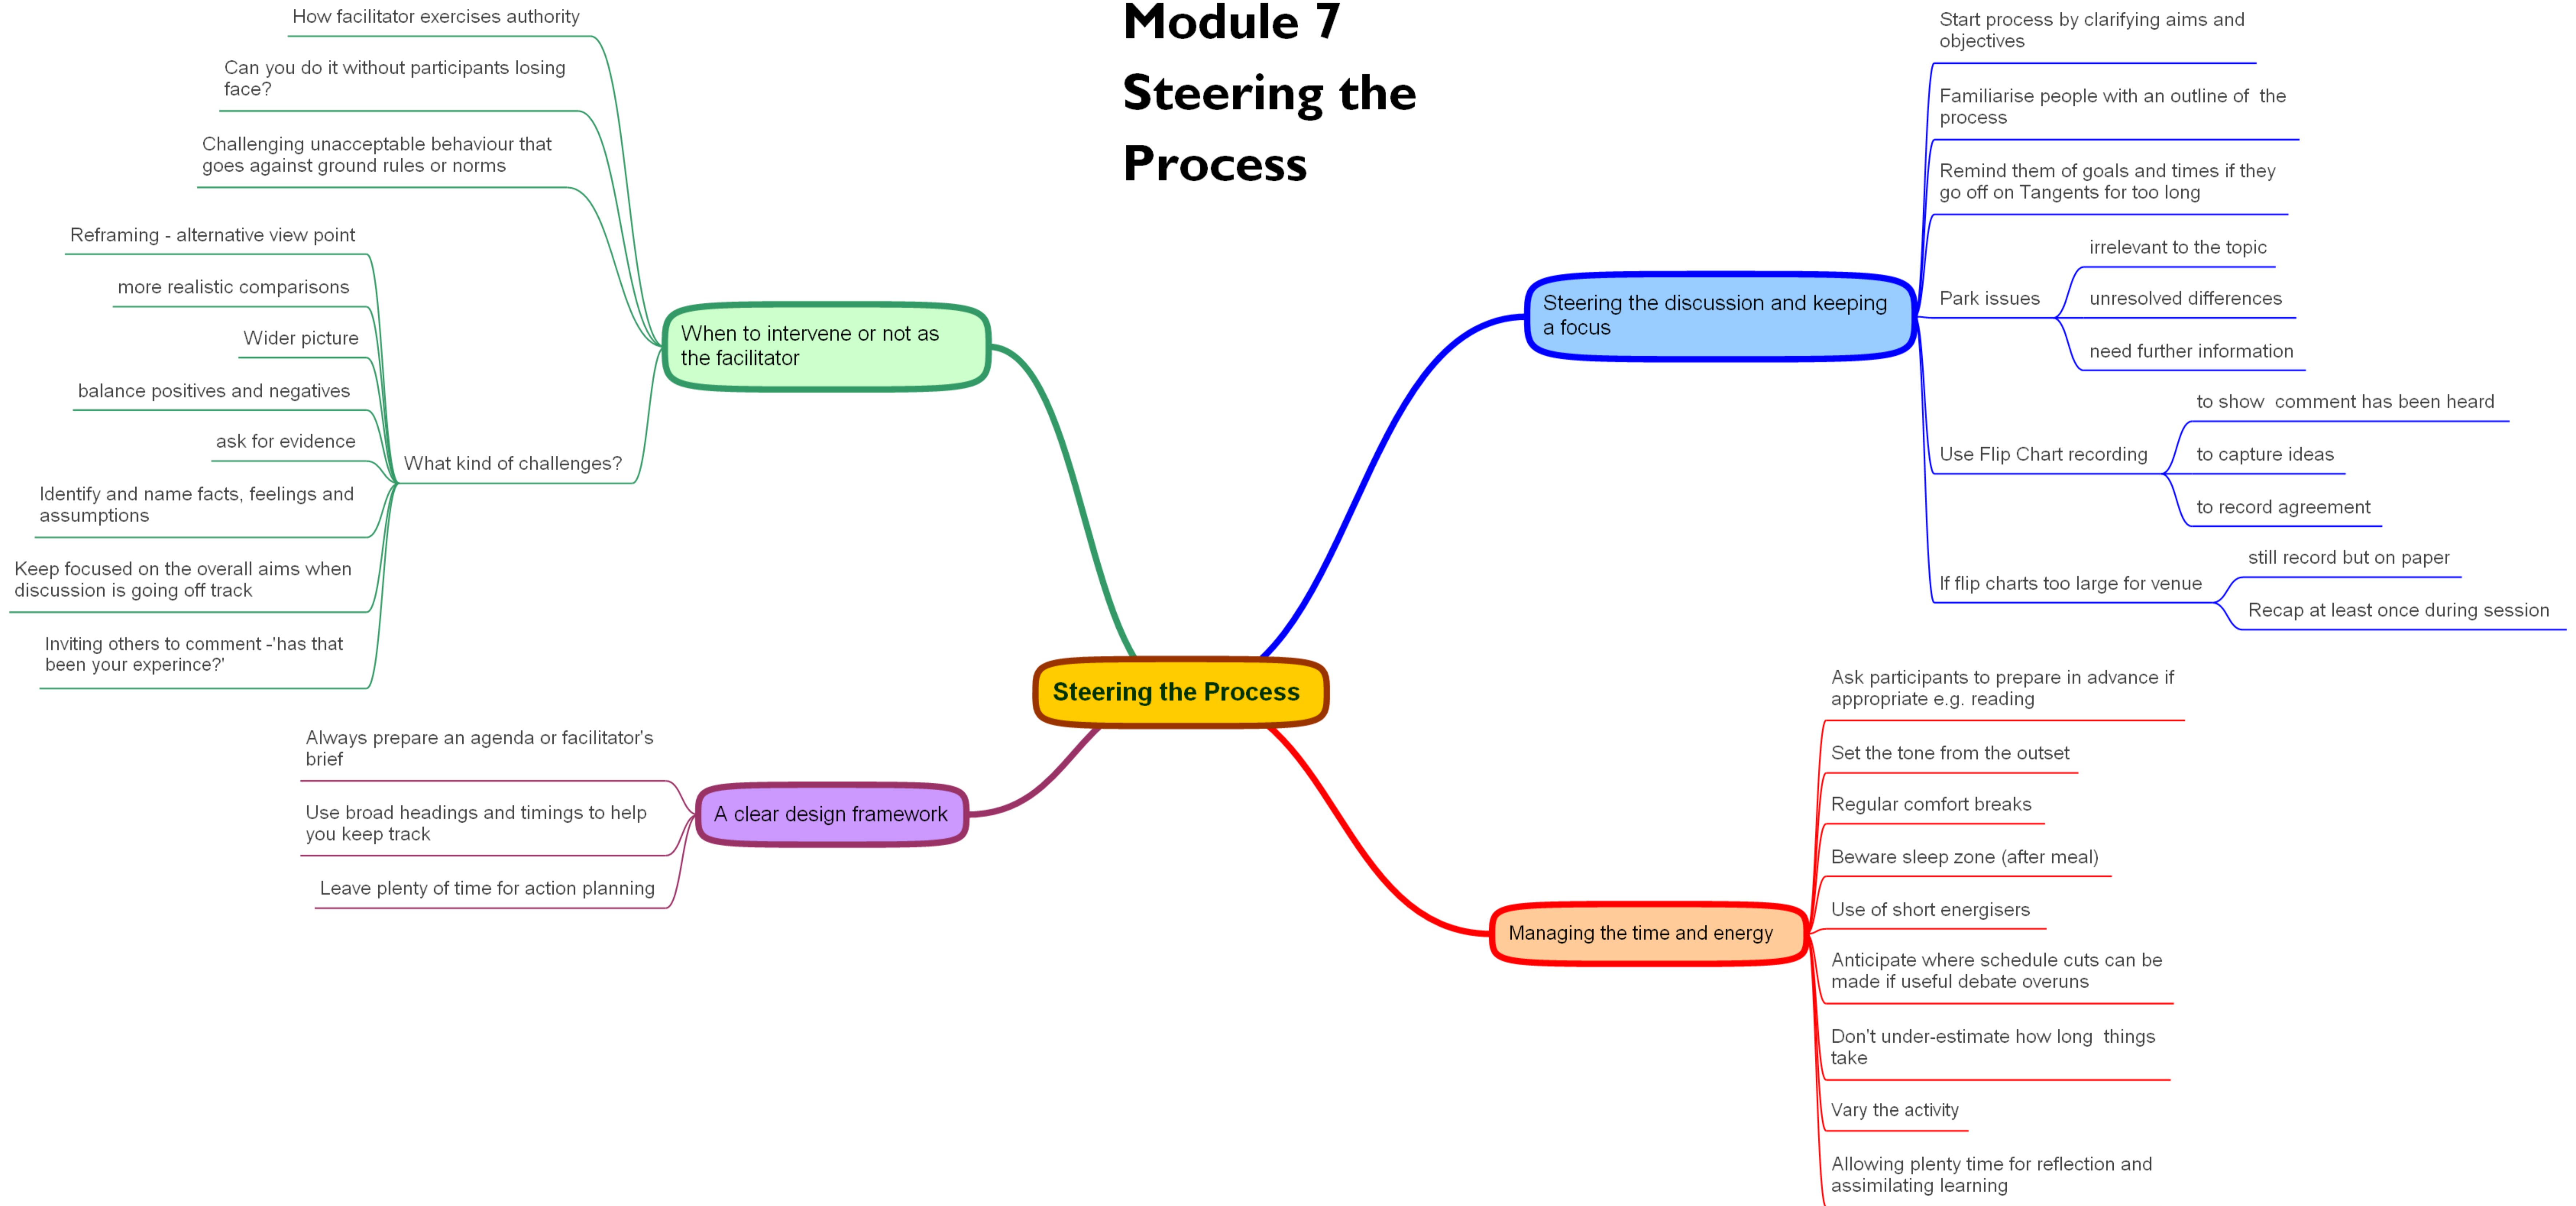 Module 7
Steering the
Process
How facilitator exercises authority
Can you do it without participants losing
face?
Challenging unacceptable behaviour that
goes against ground rules or norms
Reframing - alternative view point
more realistic comparisons
Wider picture
balance positives and negatives
ask for evidence
Identify and name facts, feelings and
assumptions
Keep focused on the overall aims when
discussion is going off track
Inviting others to comment -'has that
been your experince?'
What kind of challenges?
When to intervene or not as
the facilitator
Always prepare an agenda or facilitator's
brief
Use broad headings and timings to help
you keep track
Leave plenty of time for action planning
A clear design framework
Steering the Process
Steering the discussion and keeping
a focus
Start process by clarifying aims and
objectives
Familiarise people with an outline of  the
process
Remind them of goals and times if they
go off on Tangents for too long
Park issues
irrelevant to the topic
unresolved differences
need further information
Use Flip Chart recording
to show  comment has been heard
to capture ideas
to record agreement
If flip charts too large for venue
still record but on paper
Recap at least once during session
Managing the time and energy
Ask participants to prepare in advance if
appropriate e.g. reading
Set the tone from the outset
Regular comfort breaks
Beware sleep zone (after meal)
Use of short energisers
Anticipate where schedule cuts can be
made if useful debate overuns
Don't under-estimate how long  things
take
Vary the activity
Allowing plenty time for reflection and
assimilating learning